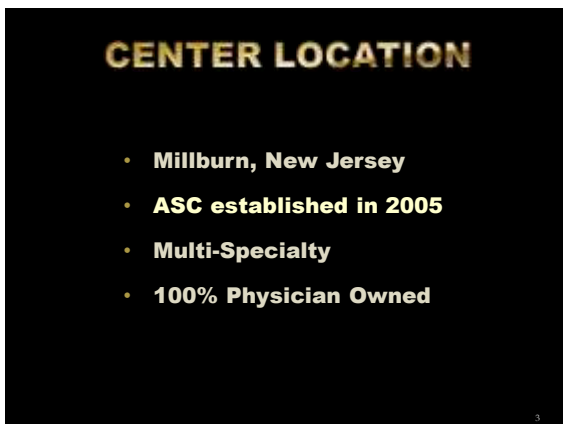 CENTER LOCATION
• Millburn, New Jersey
• ASC established in 2005
• Multi-Specialty
• 100% Physician Owned
3